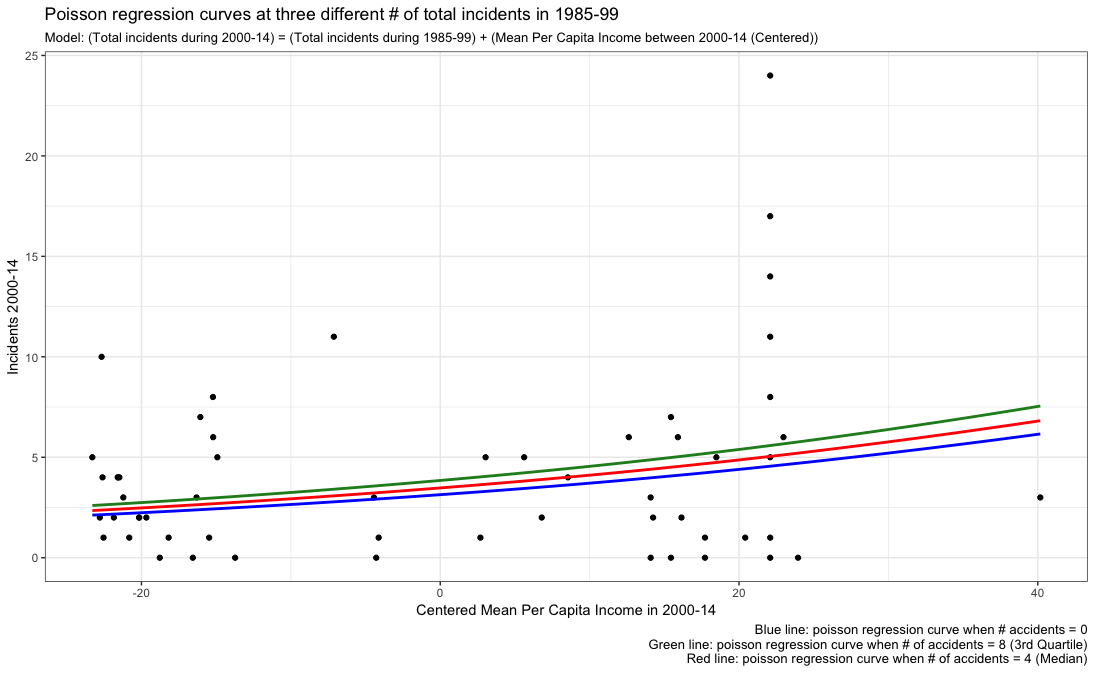 Poisson regression curves at three different # of total incidents in 1985-99
Model: (Total incidents during 2000-14) = (Total incidents during 1985-99) + (Mean Per Capita Income between 2000-14 (Centered))
Incidents 2000-14
25
20
15
10
5
0
-20
0
20
40
Centered Mean Per Capita Income in 2000-14
Blue line: poisson regression curve when # accidents = 0
Green line: poisson regression curve when # of accidents = 8 (3rd Quartile)
Red line: poisson regression curve when # of accidents = 4 (Median)